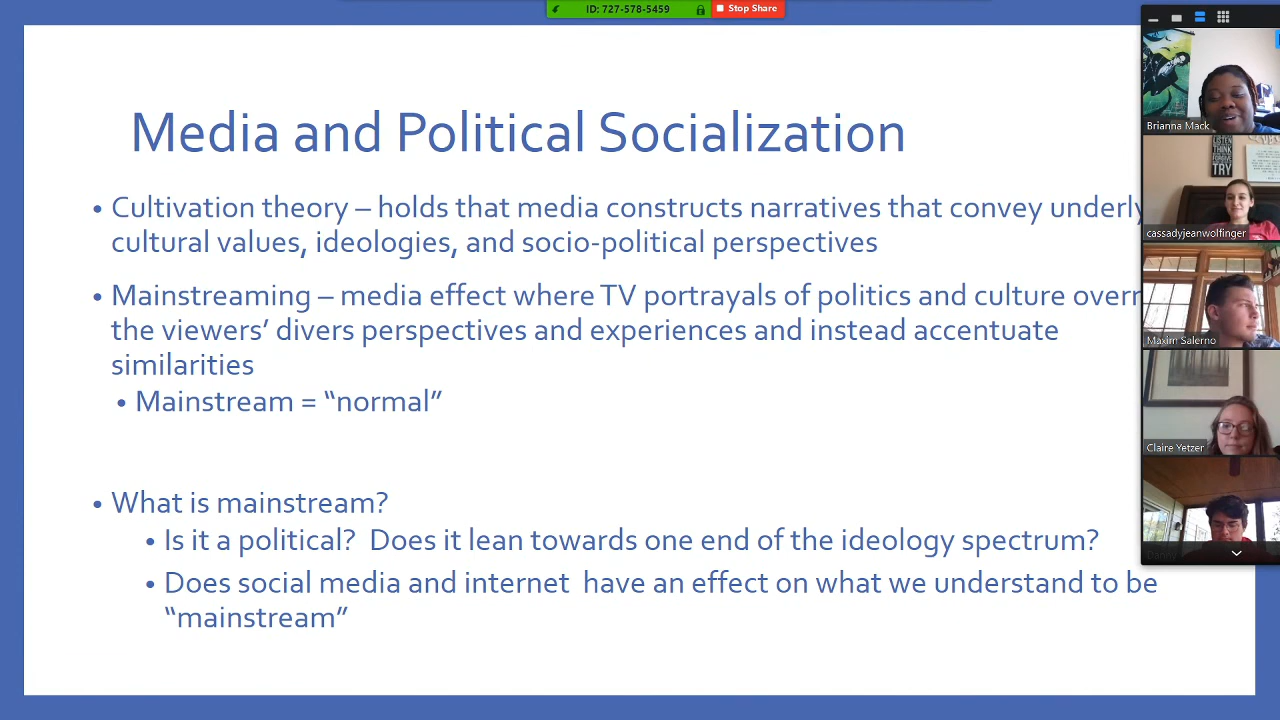 ID: 727-578-5459
Stop Share
Media and Political Socialization
• Cultivation theory – holds that media constructs narratives that convey
cultural values, ideologies, and socio-political perspectives
• Mainstreaming – media effect where TV portrayals of politics and culture
the viewers’ divers perspectives and experiences and instead accentuate
similarities
• Mainstream = “normal”
• What is mainstream?
• Is it a political?  Does it lean towards one end of the ideology spectrum?
• Does social media and internet  have an effect on what we understand to be
“mainstream”
Brianna Mack
LISTEN
THINK
TRY
cassadyjeanwolfinger
Maxim Salerno
Claire Yetzer